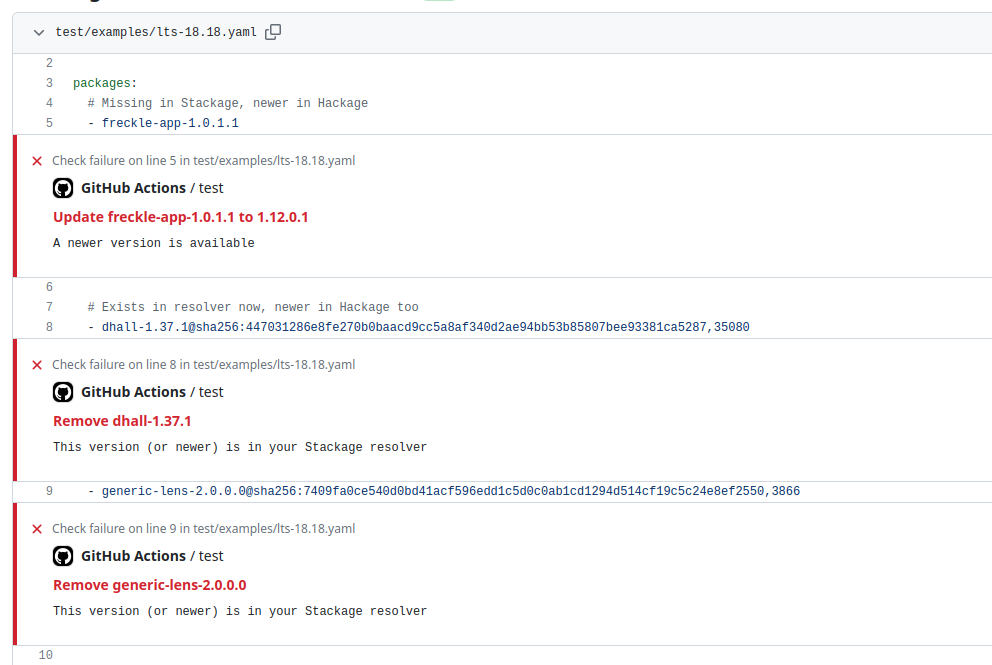 test/examples/lts-18.18.yaml
2
3 packages:
4 # Missing in Stackage, newer in Hackage
5 - freckle-app-1.0.1.1
Check failure on line 5 in test/examples/lts-18.18.yaml
GitHub Actions / test
Update freckle-app-1.0.1.1 to 1.12.0.1
A newer version is available
6
7 # Exists in resolver now, newer in Hackage too
8 - dhall-1.37.1@sha256:447031286e8fe270b0baacd9cc5a8af340d2ae94bb53b85807bee93381ca5287,35080
Check failure on line 8 in test/examples/lts-18.18.yaml
GitHub Actions / test
Remove dhall-1.37.1
This version (or newer) is in your Stackage resolver
9 - generic-lens-2.0.0.0@sha256:7409fa0ce540d0bd41acf596edd1c5d0c0ab1cd1294d514cf19c5c24e8ef2550,3866
Check failure on line 9 in test/examples/lts-18.18.yaml
GitHub Actions / test
Remove generic-lens-2.0.0.0
This version (or newer) is in your Stackage resolver
10